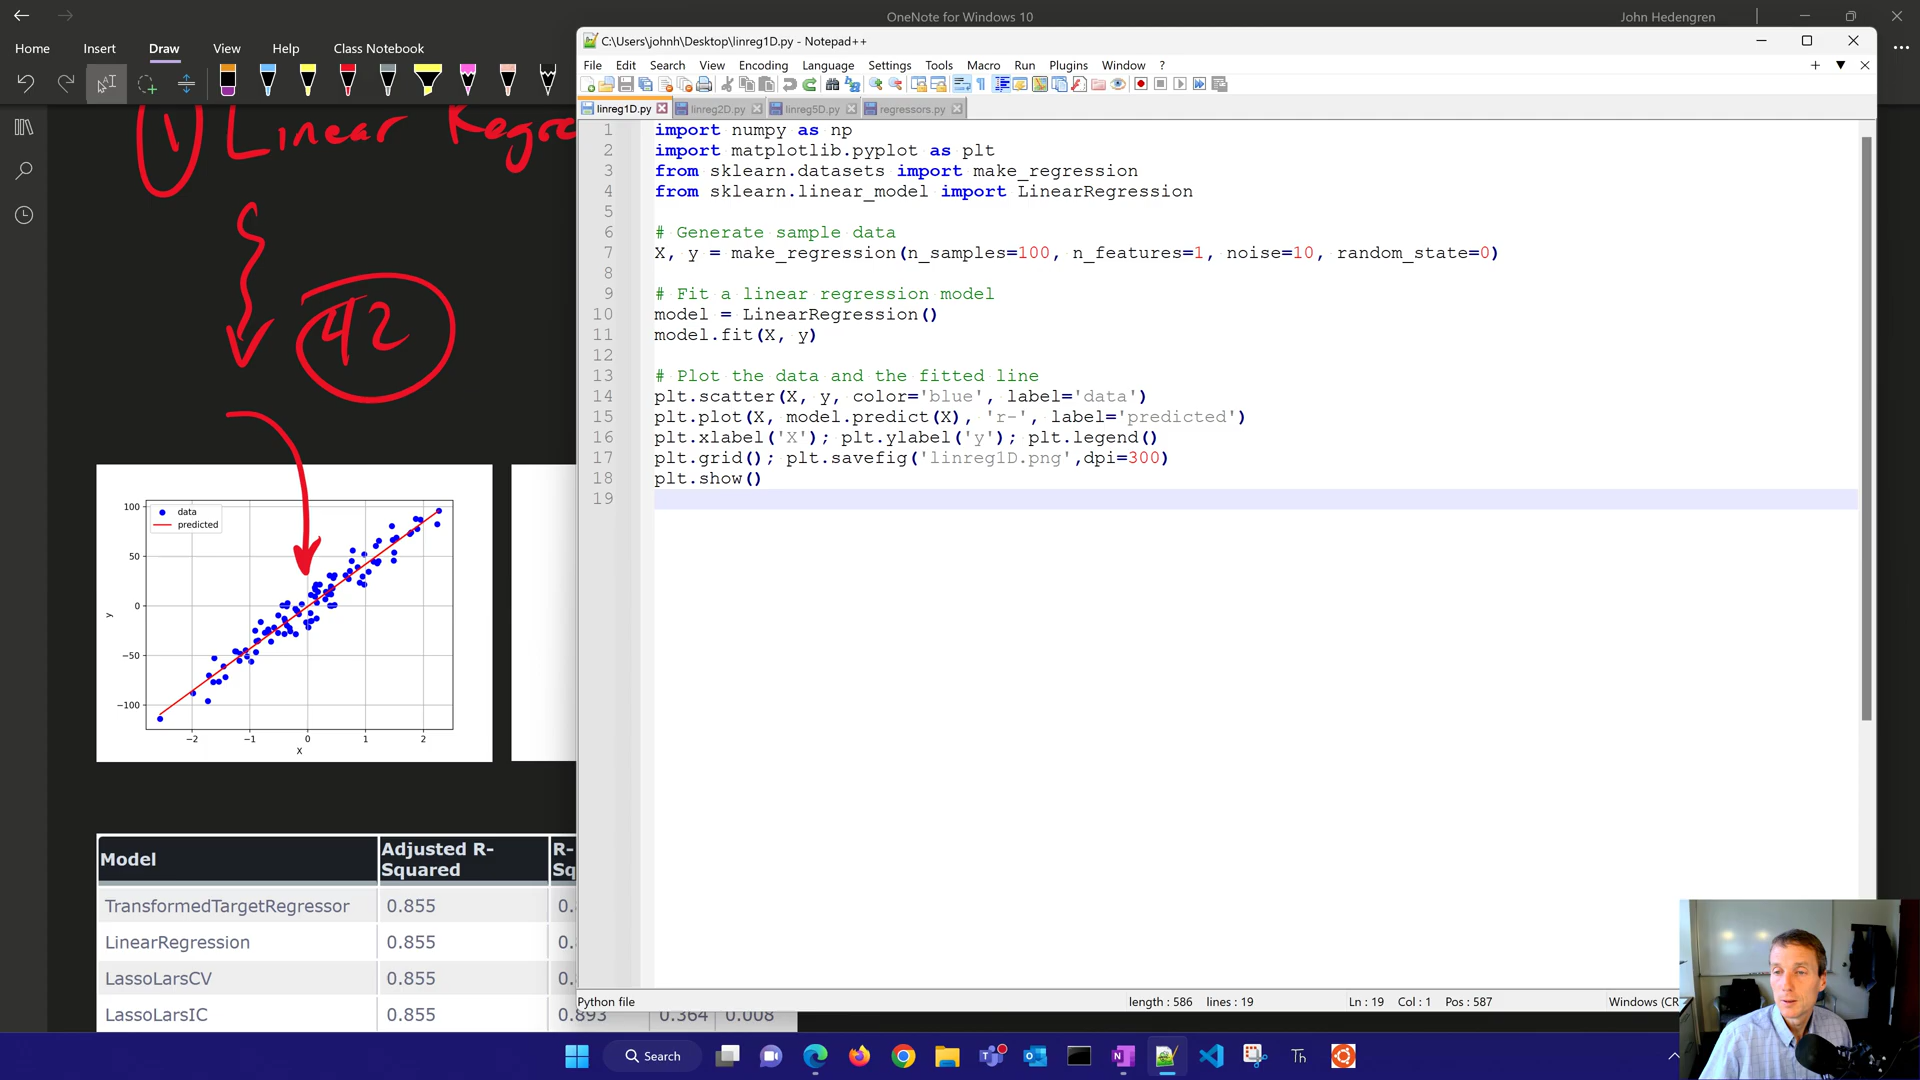 OneNote for Windows 10
John Hedengren
Home Insert Draw View Help Class Notebook
1 Linear Regre
42
100
50
0
−50
−100
y
data
predicted
−2 −1 0 1 2
X
Model Adjusted R-Squared R-Sq
TransformedTargetRegressor 0.855 0.
LinearRegression 0.855 0.
LassoLarsCV 0.855 0.
LassoLarsIC 0.855 0.893 0.364 0.008
C:\Users\johnh\Desktop\linreg1D.py - Notepad++
File Edit Search View Encoding Language Settings Tools Macro Run Plugins Window ?
linreg1D.py linreg2D.py linreg5D.py regressors.py
1 import numpy as np
2 import matplotlib.pyplot as plt
3 from sklearn.datasets import make_regression
4 from sklearn.linear_model import LinearRegression
5
6 # Generate sample data
7 X, y = make_regression(n_samples=100, n_features=1, noise=10, random_state=0)
8
9 # Fit a linear regression model
10 model = LinearRegression()
11 model.fit(X, y)
12
13 # Plot the data and the fitted line
14 plt.scatter(X, y, color='blue', label='data')
15 plt.plot(X, model.predict(X), 'r-', label='predicted')
16 plt.xlabel('X'); plt.ylabel('y'); plt.legend()
17 plt.grid(); plt.savefig('linreg1D.png',dpi=300)
18 plt.show()
19
Python file length : 586 lines : 19 Ln : 19 Col : 1 Pos : 587 Windows (CR
Search
Th